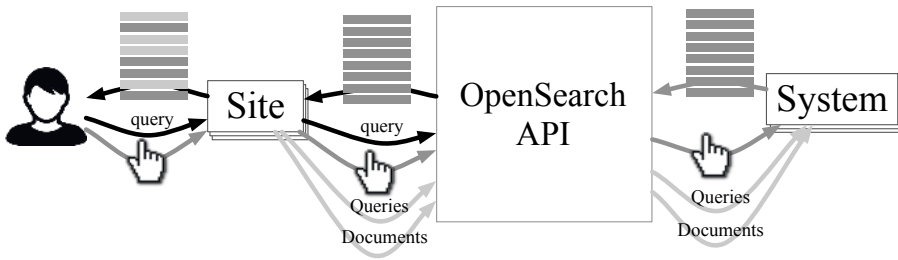 query
Site
query
Queries
Documents
OpenSearch
API
System
Queries
Documents